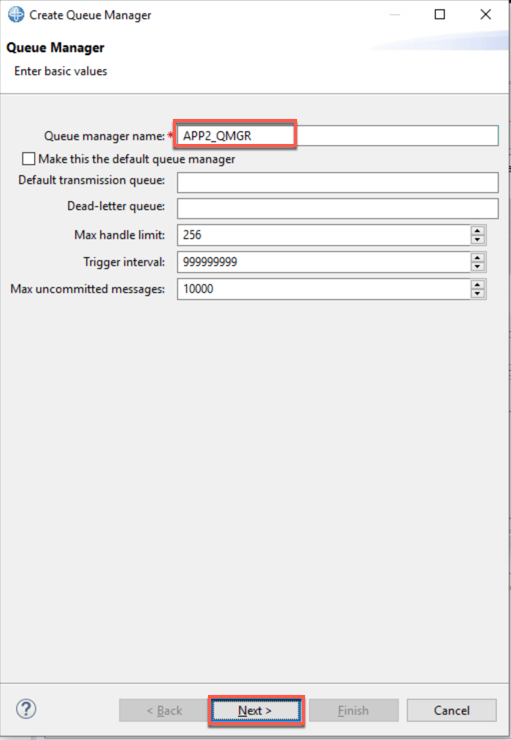 Create Queue Manager
Queue Manager
Enter basic values
Queue manager name:* APP2_QMGR
Make this the default queue manager
Default transmission queue:
Dead-letter queue:
Max handle limit: 256
Trigger interval: 999999999
Max uncommitted messages: 10000
? < Back Next > Finish Cancel